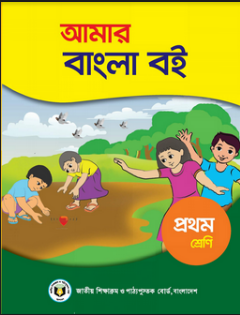 আমার
বাংলা বই
প্রথম
শ্রেণি
জাতীয় শিক্ষাক্রম ও পাঠ্যপুস্তক বোর্ড, বাংলাদেশ